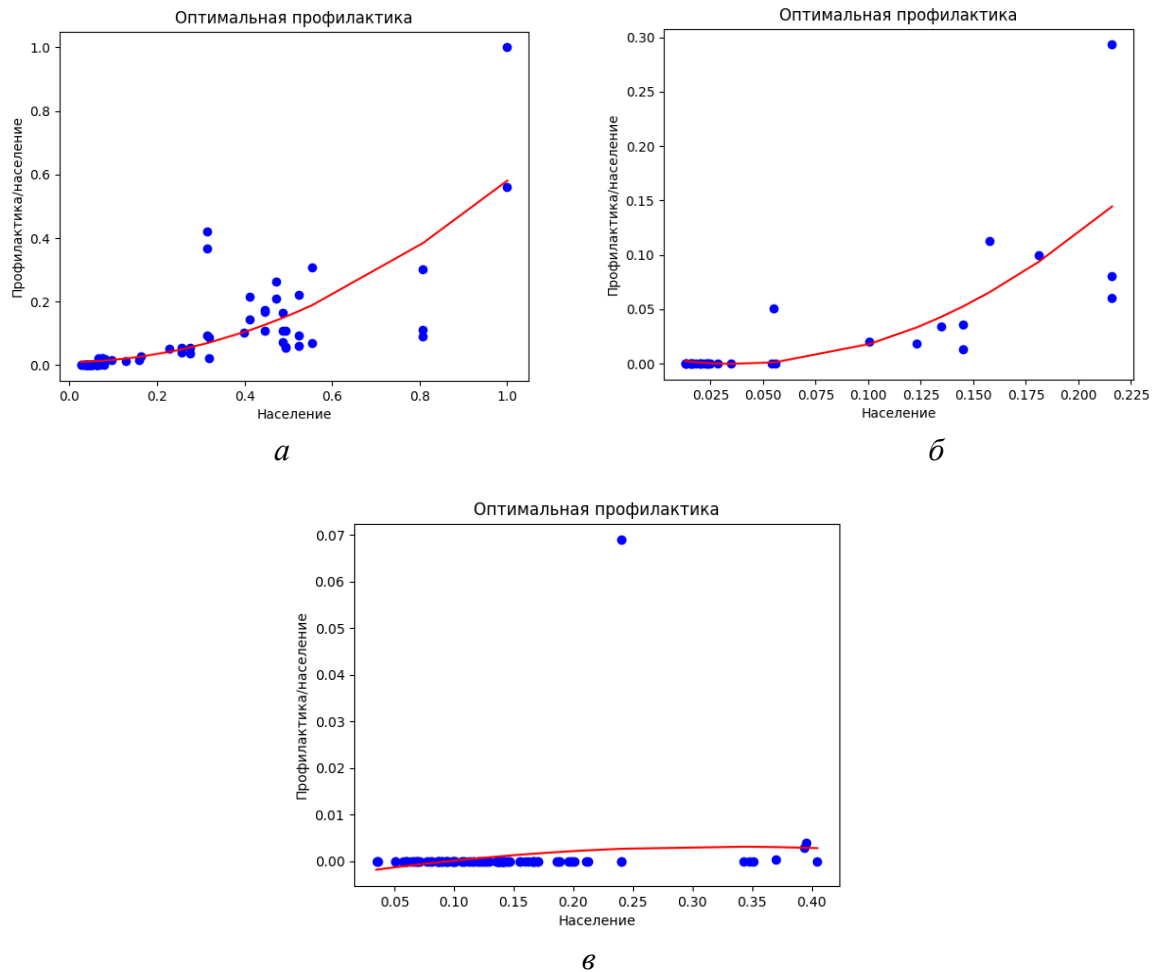 Оптимальная профилактика
Профилактика/население
1.0
0.8
0.6
0.4
0.2
0.0
0.0 0.2 0.4 0.6 0.8 1.0
Население
а
Оптимальная профилактика
Профилактика/население
0.30
0.25
0.20
0.15
0.10
0.05
0.00
0.025 0.050 0.075 0.100 0.125 0.150 0.175 0.200 0.225
Население
б
Оптимальная профилактика
Профилактика/население
0.07
0.06
0.05
0.04
0.03
0.02
0.01
0.00
0.05 0.10 0.15 0.20 0.25 0.30 0.35 0.40
Население
в